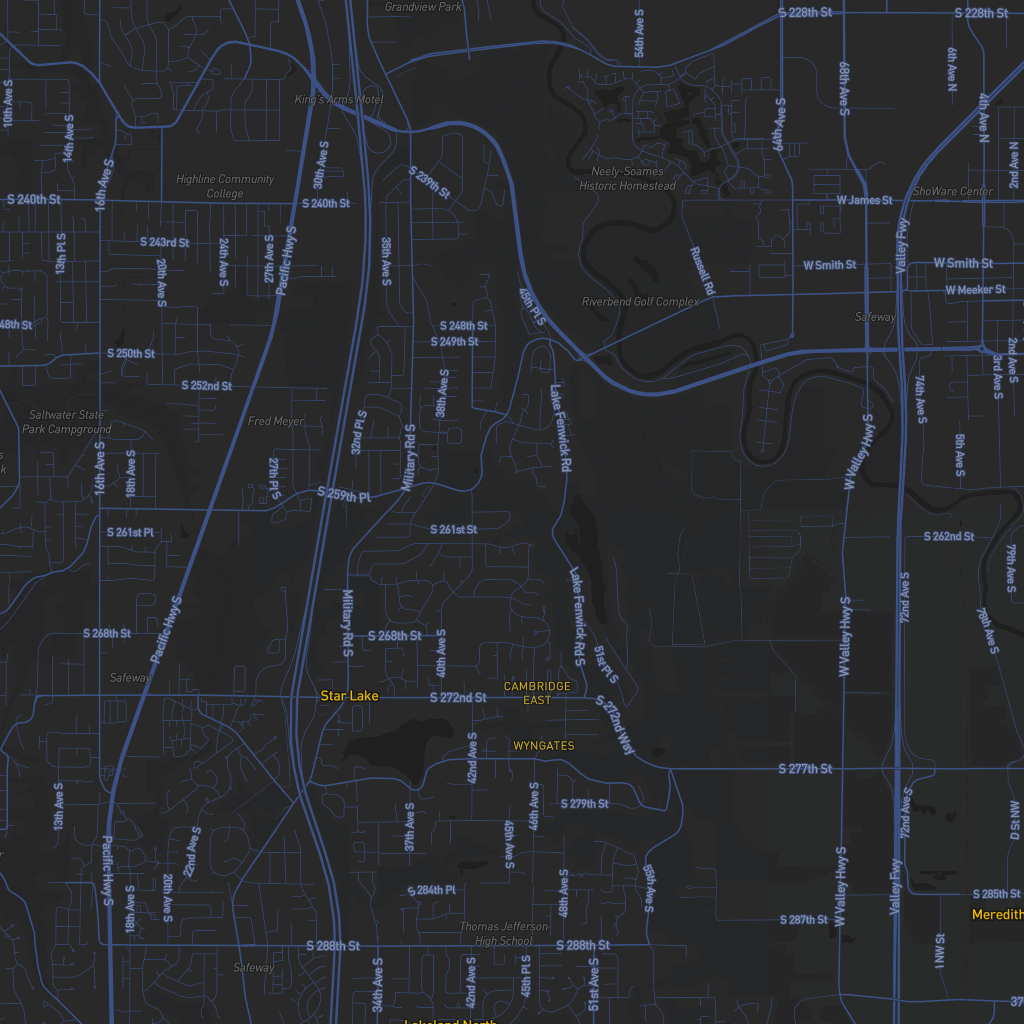 Grandview Park
S 228th St
S 228th St
54th Ave S
6th Ave N
68th Ave S
10th Ave S
King's Arms Motel
4th Ave N
64th Ave S
14th Ave S
30th Ave S
2nd Ave N
Neely-Soames
Historic Homestead
Highline Community
College
S 239th St
16th Ave S
ShoWare Center
S 240th St
S 240th St
W James St
13th Pl S
S 243rd St
24th Ave S
27th Ave S
Pacific Hwy S
35th Ave S
Valley Fwy
Russell Rd
W Smith St
W Smith St
20th Ave S
W Meeker St
45th Pl S
Riverbend Golf Complex
Safeway
48th St
S 248th St
S 249th St
S 250th St
2nd Ave S
3rd Ave S
S 252nd St
38th Ave S
74th Ave S
Saltwater State
Park Campground
Fred Meyer
32nd Pl S
Lake Fenwick Rd
Military Rd S
W Valley Hwy S
5th Ave S
16th Ave S
18th Ave S
27th Pl S
S 259th Pl
S 261st Pl
S 261st St
S 262nd St
79th Ave S
72nd Ave S
Lake Fenwick Rd S
Pacific Hwy S
Military Rd S
W Valley Hwy S
78th Ave S
S 268th St
S 268th St
40th Ave S
51st Pl S
Safeway
Star Lake
S 272nd St
CAMBRIDGE
EAST
S 272nd Way
WYNGATES
42nd Ave S
S 277th St
13th Ave S
37th Ave S
46th Ave S
S 279th St
72nd Ave S
D St NW
22nd Ave S
45th Ave S
Pacific Hwy S
20th Ave S
18th Ave S
S 284th Pl
48th Ave S
55th Ave S
W Valley Hwy S
Valley Fwy
S 285th St
S 287th St
Meredith
Thomas Jefferson
High School
S 288th St
S 288th St
I NW St
Safeway
34th Ave S
42nd Ave S
45th Pl S
51st Ave S
37
Lakeland North